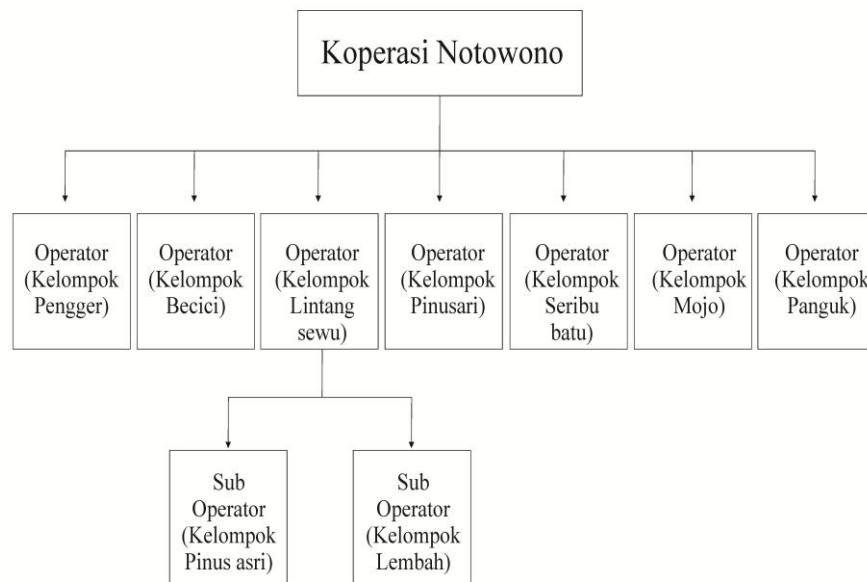 Koperasi Notowono
Operator
(Kelompok
Pengger)
Operator
(Kelompok
Becici)
Operator
(Kelompok
Lintang
sewu)
Operator
(Kelompok
Pinusari)
Operator
(Kelompok
Seribu
batu)
Operator
(Kelompok
Mojo)
Operator
(Kelompok
Panguk)
Sub
Operator
(Kelompok
Pinus asri)
Sub
Operator
(Kelompok
Lembah)